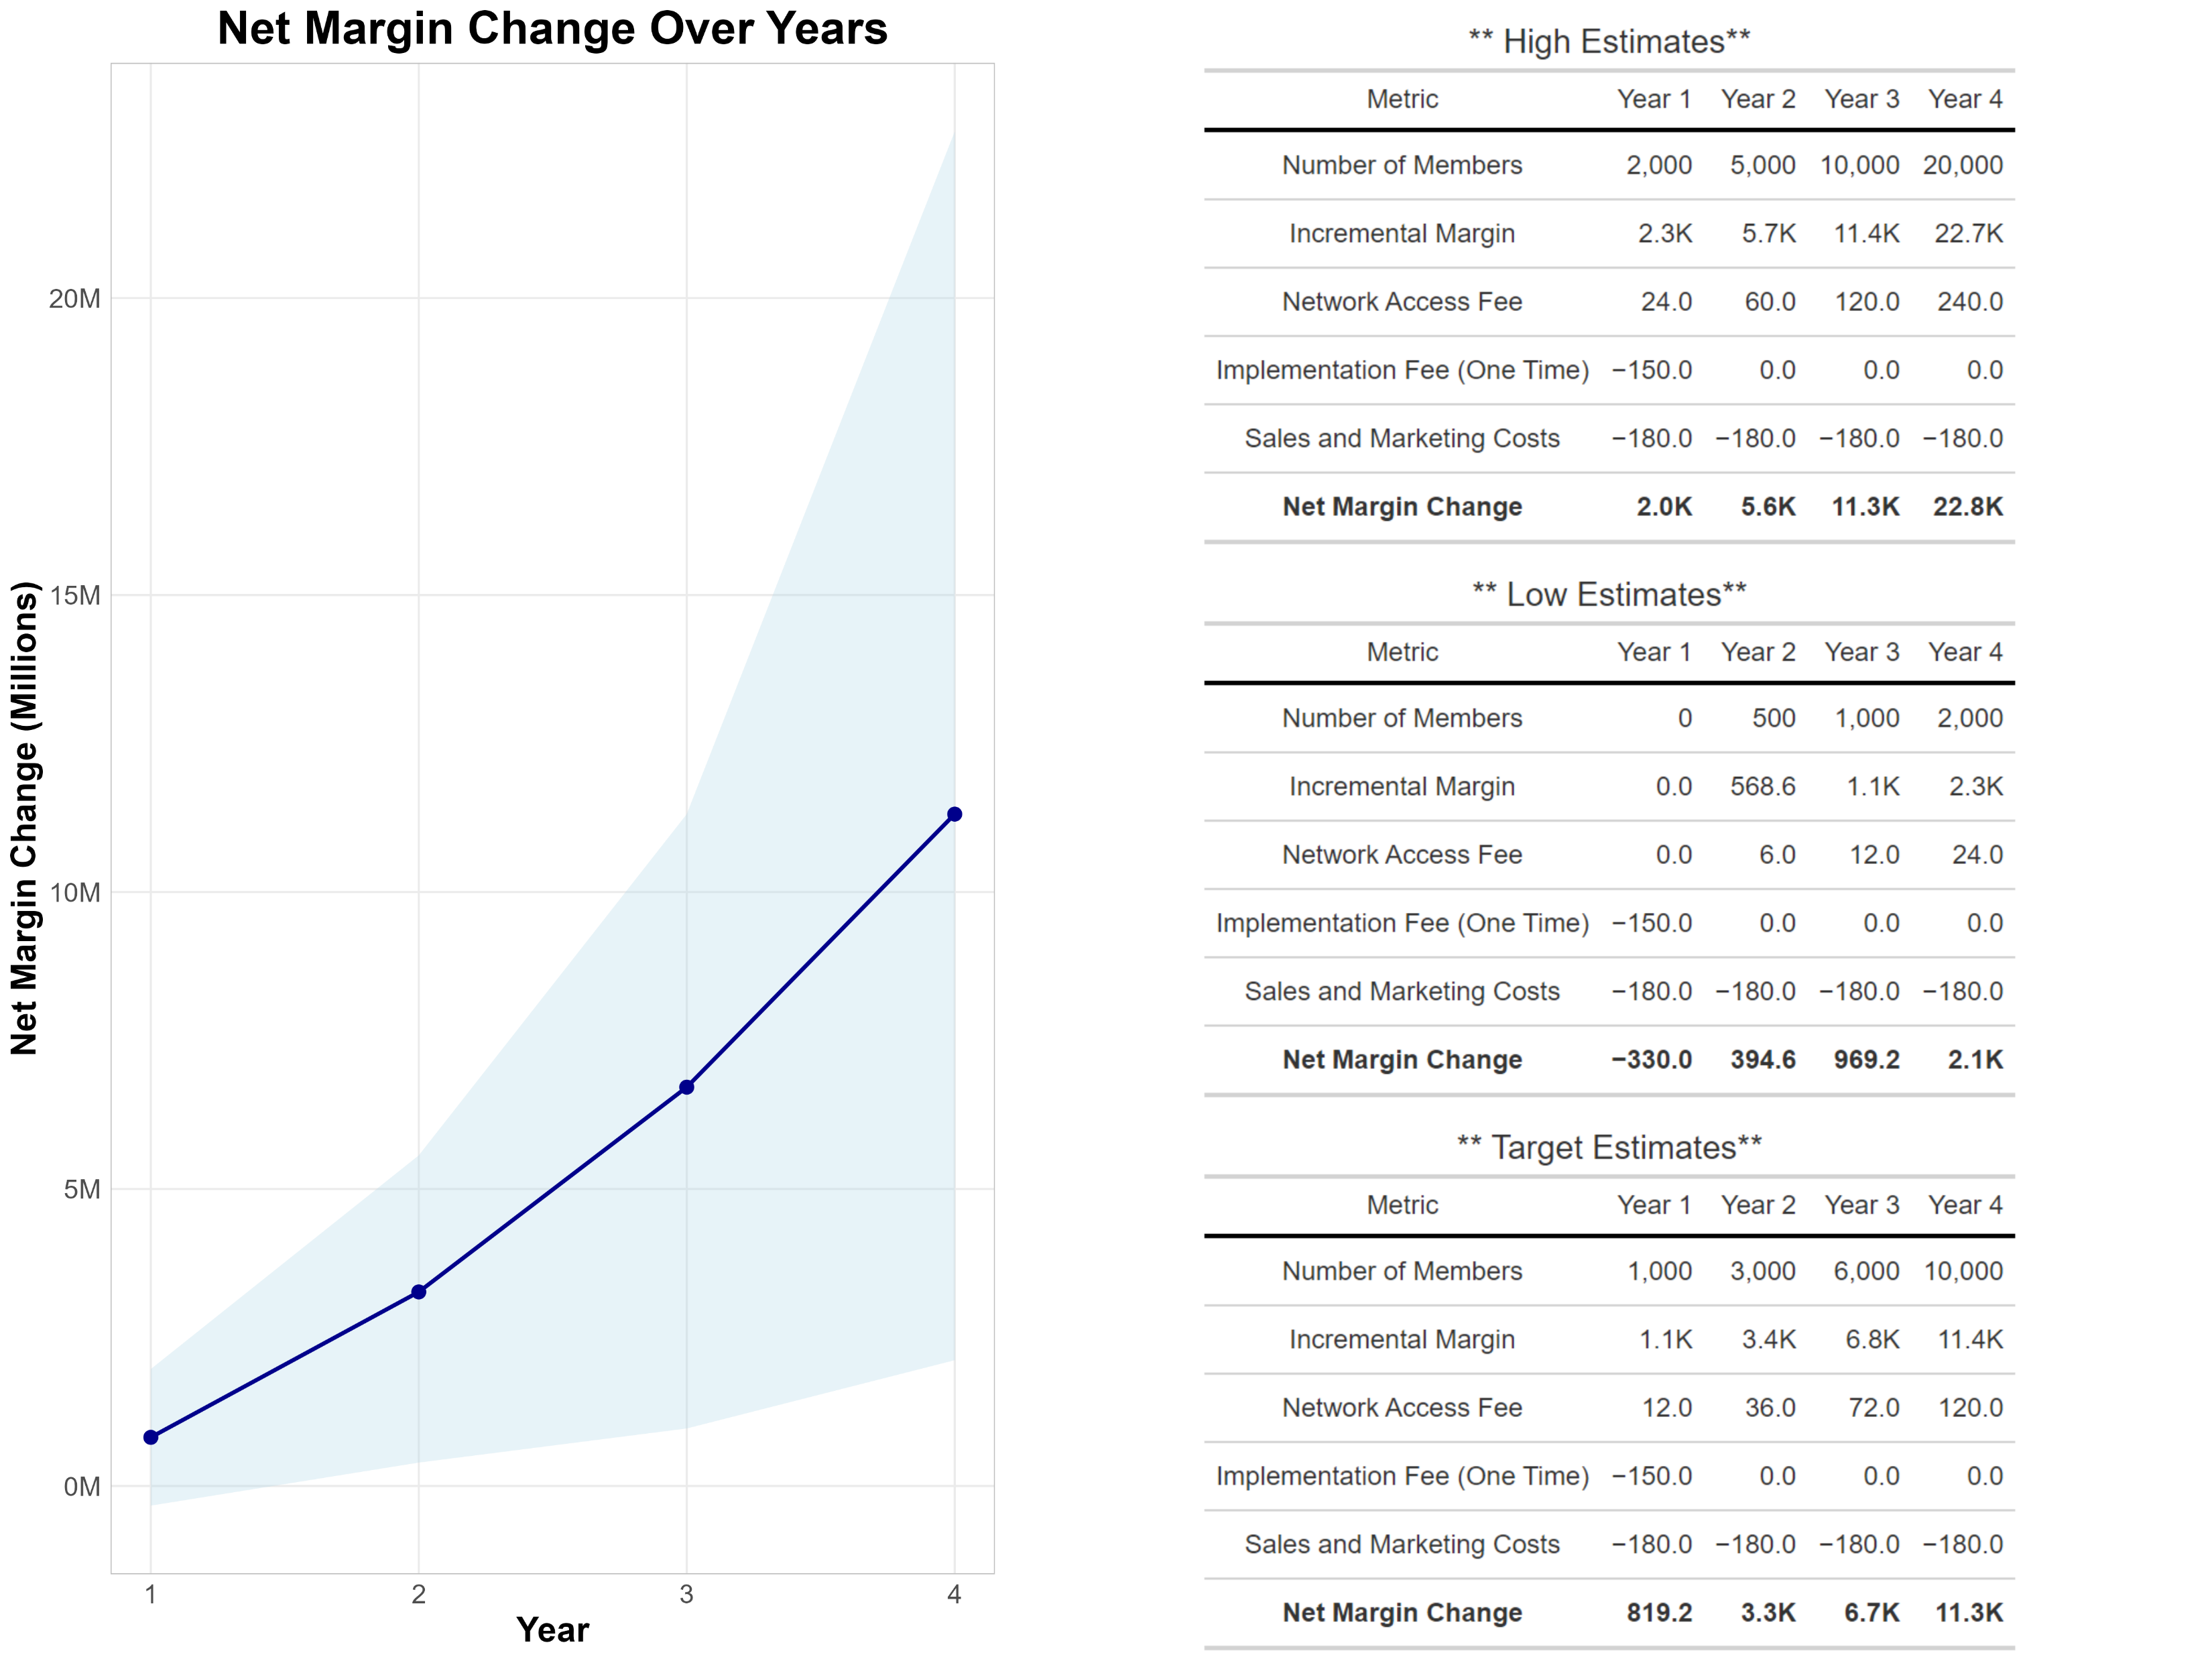 Net Margin Change Over Years
Net Margin Change (Millions)
20M
15M
10M
5M
0M
1 2 3 4
Year
** High Estimates**
Metric Year 1 Year 2 Year 3 Year 4
Number of Members 2,000 5,000 10,000 20,000
Incremental Margin 2.3K 5.7K 11.4K 22.7K
Network Access Fee 24.0 60.0 120.0 240.0
Implementation Fee (One Time) −150.0 0.0 0.0 0.0
Sales and Marketing Costs −180.0 −180.0 −180.0 −180.0
Net Margin Change 2.0K 5.6K 11.3K 22.8K
** Low Estimates**
Metric Year 1 Year 2 Year 3 Year 4
Number of Members 0 500 1,000 2,000
Incremental Margin 0.0 568.6 1.1K 2.3K
Network Access Fee 0.0 6.0 12.0 24.0
Implementation Fee (One Time) −150.0 0.0 0.0 0.0
Sales and Marketing Costs −180.0 −180.0 −180.0 −180.0
Net Margin Change −330.0 394.6 969.2 2.1K
** Target Estimates**
Metric Year 1 Year 2 Year 3 Year 4
Number of Members 1,000 3,000 6,000 10,000
Incremental Margin 1.1K 3.4K 6.8K 11.4K
Network Access Fee 12.0 36.0 72.0 120.0
Implementation Fee (One Time) −150.0 0.0 0.0 0.0
Sales and Marketing Costs −180.0 −180.0 −180.0 −180.0
Net Margin Change 819.2 3.3K 6.7K 11.3K